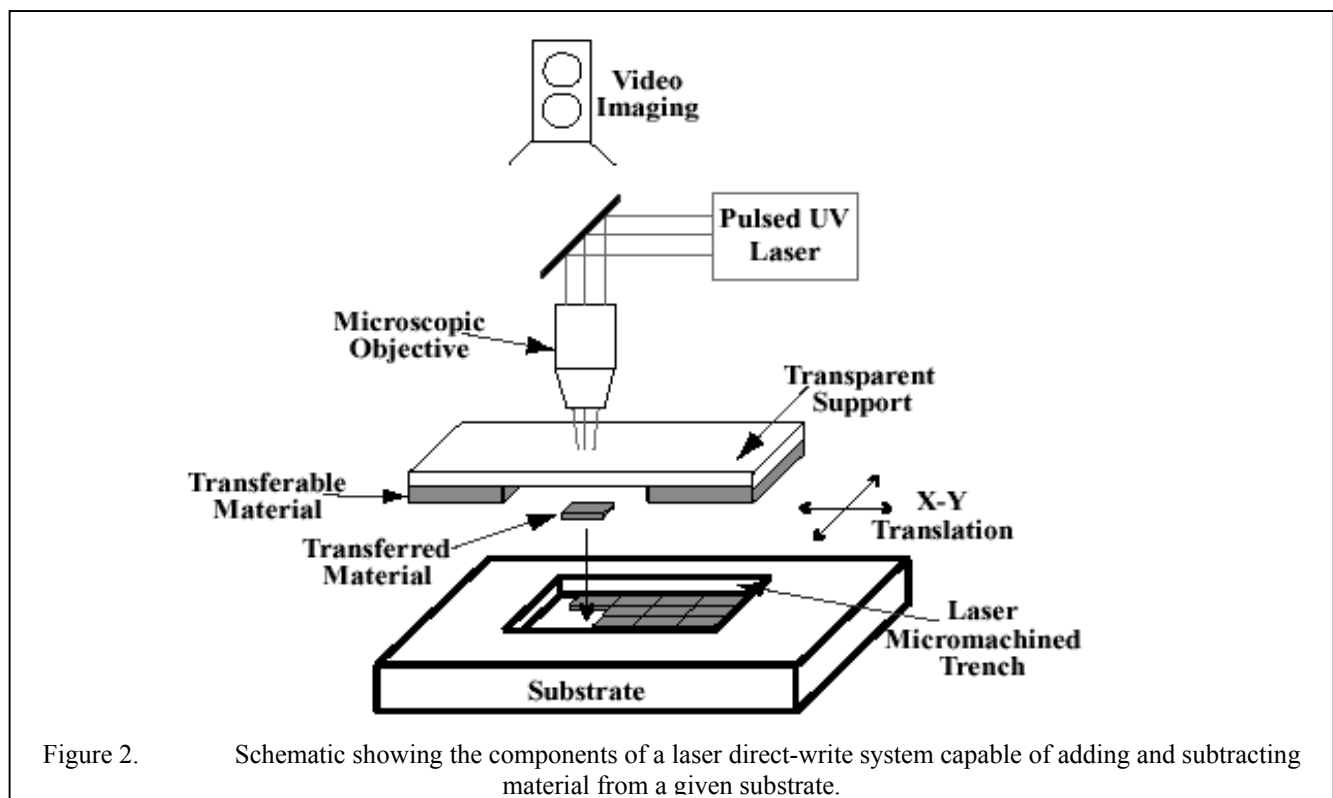 Video
Imaging
Pulsed UV
Laser
Microscopic
Objective
Transparent
Support
Transferable
Material
X-Y
Translation
Transferred
Material
Laser
Micromachined
Trench
Substrate
Figure 2. Schematic showing the components of a laser direct-write system capable of adding and subtracting
material from a given substrate.